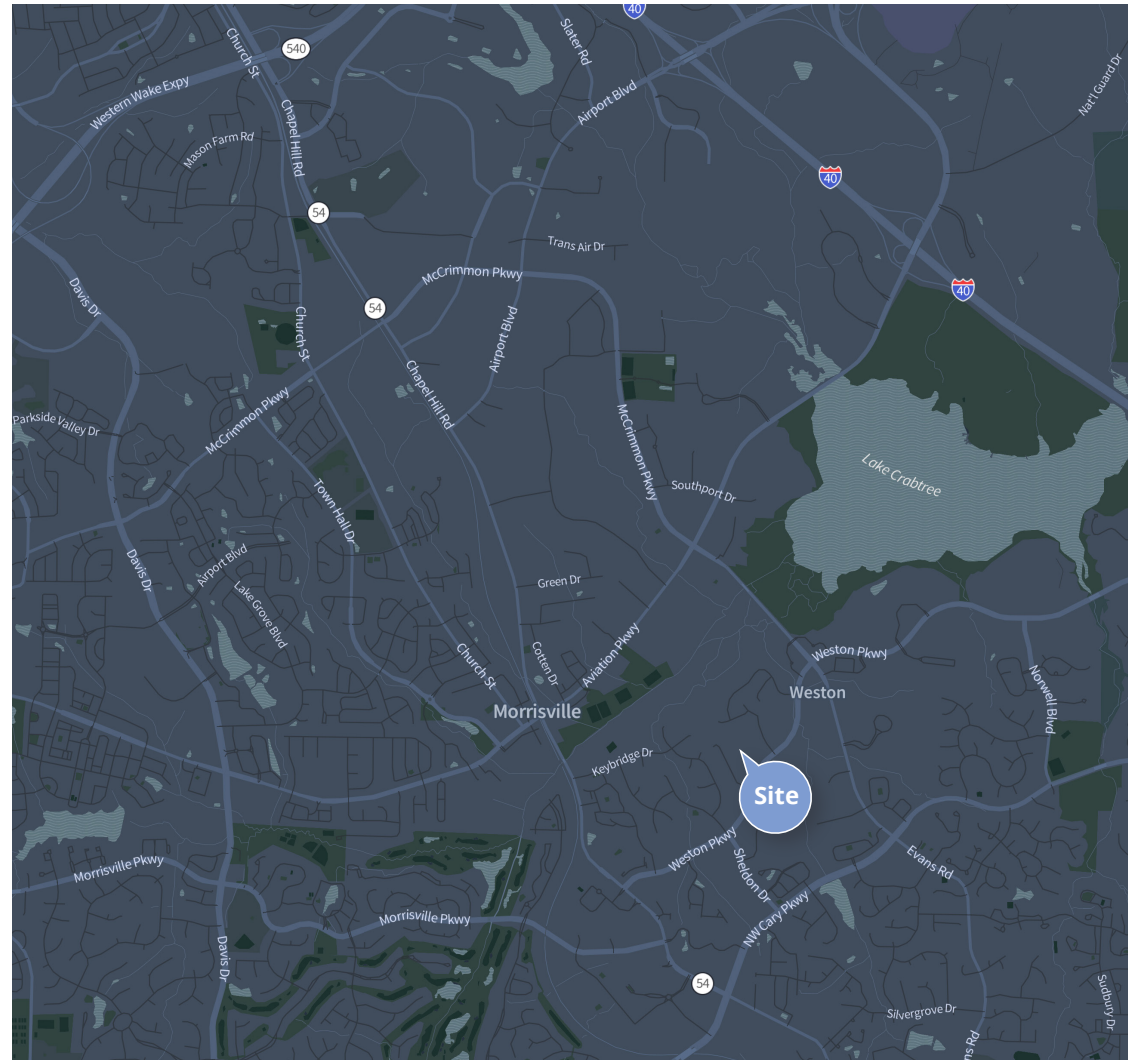 40
Church St
540
Slater Rd
Western Wake Expy
Airport Blvd
Nat'l Guard Dr
Mason Farm Rd
Chapel Hill Rd
40
54
Trans Air Dr
McCrimmon Pkwy
40
Davis Dr
54
Church St
Airport Blvd
Chapel Hill Rd
McCrimmon Pkwy
Parkside Valley Dr
McCrimmon Pkwy
Lake Crabtree
Southport Dr
Town Hall Dr
Davis Dr
Airport Blvd
Green Dr
Lake Grove Blvd
Aviation Pkwy
Cotten Dr
Church St
Weston Pkwy
Weston
Norwell Blvd
Morrisville
Keybridge Dr
Site
Weston Pkwy
Sheldon Dr
Evans Rd
Morrisville Pkwy
Morrisville Pkwy
NW Cary Pkwy
Davis Dr
54
Silvergrove Dr
Sudbury Dr
ns Rd